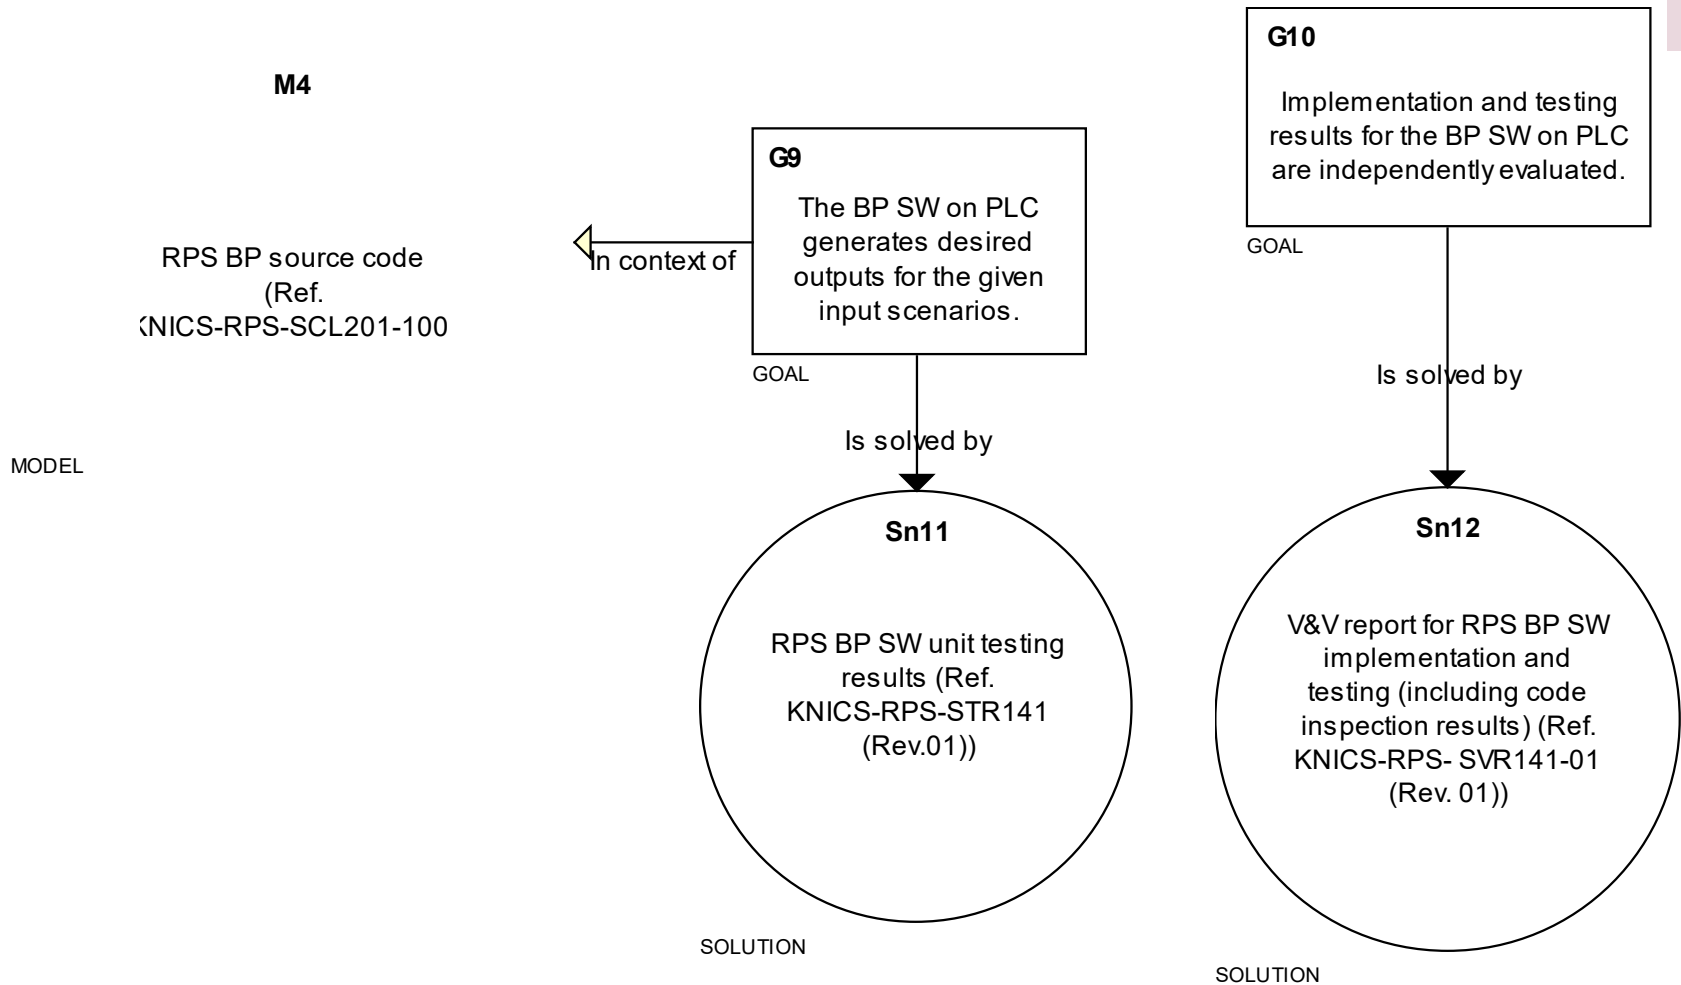 M4
RPS BP source code
(Ref.
KNICS-RPS-SCL201-100
MODEL
In context of
G9
The BP SW on PLC
generates desired
outputs for the given
input scenarios.
GOAL
Is solved by
Sn11
RPS BP SW unit testing
results (Ref.
KNICS-RPS-STR141
(Rev.01))
SOLUTION
G10
Implementation and testing
results for the BP SW on PLC
are independently evaluated.
GOAL
Is solved by
Sn12
V&V report for RPS BP SW
implementation and
testing (including code
inspection results) (Ref.
KNICS-RPS- SVR141-01
(Rev. 01))
SOLUTION